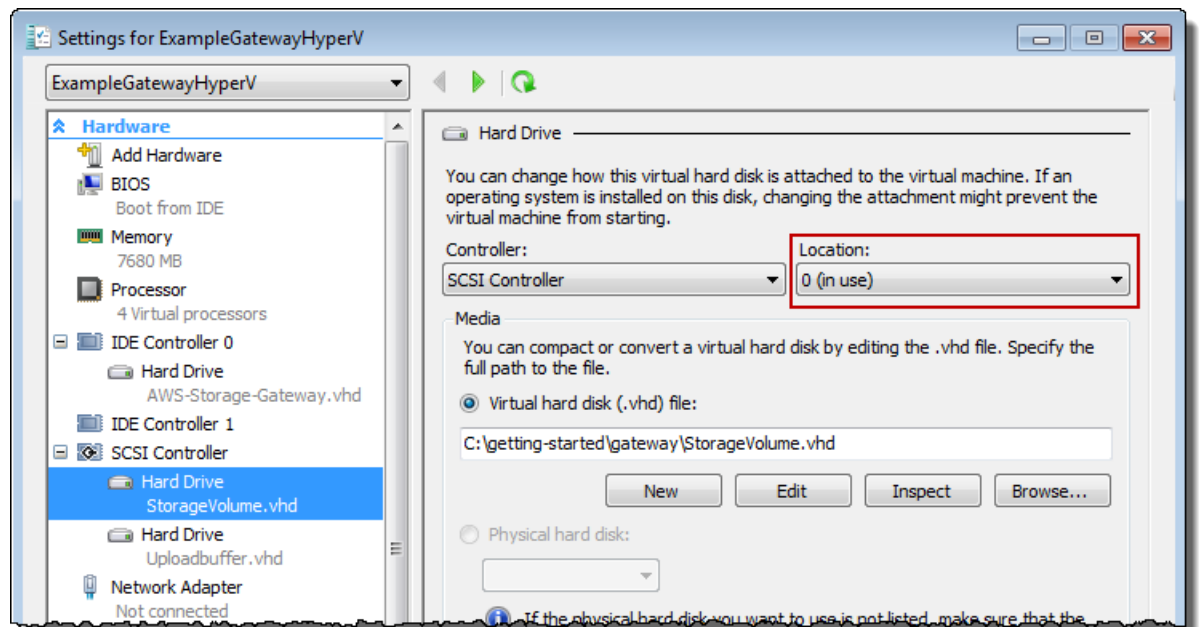 Settings for ExampleGatewayHyperV
ExampleGatewayHyperV
Hardware
Add Hardware
BIOS
Boot from IDE
Memory
7680 MB
Processor
4 Virtual processors
IDE Controller 0
Hard Drive
AWS-Storage-Gateway.vhd
IDE Controller 1
SCSI Controller
Hard Drive
StorageVolume.vhd
Hard Drive
Uploadbuffer.vhd
Network Adapter
Not connected
Hard Drive
You can change how this virtual hard disk is attached to the virtual machine. If an
operating system is installed on this disk, changing the attachment might prevent the
virtual machine from starting.
Controller:
Location:
SCSI Controller
0 (in use)
Media
You can compact or convert a virtual hard disk by editing the .vhd file. Specify the
full path to the file.
Virtual hard disk (.vhd) file:
C:\getting-started\gateway\StorageVolume.vhd
New
Edit
Inspect
Browse...
Physical hard disk:
If the physical hard disk you want to use is not listed, make sure that the